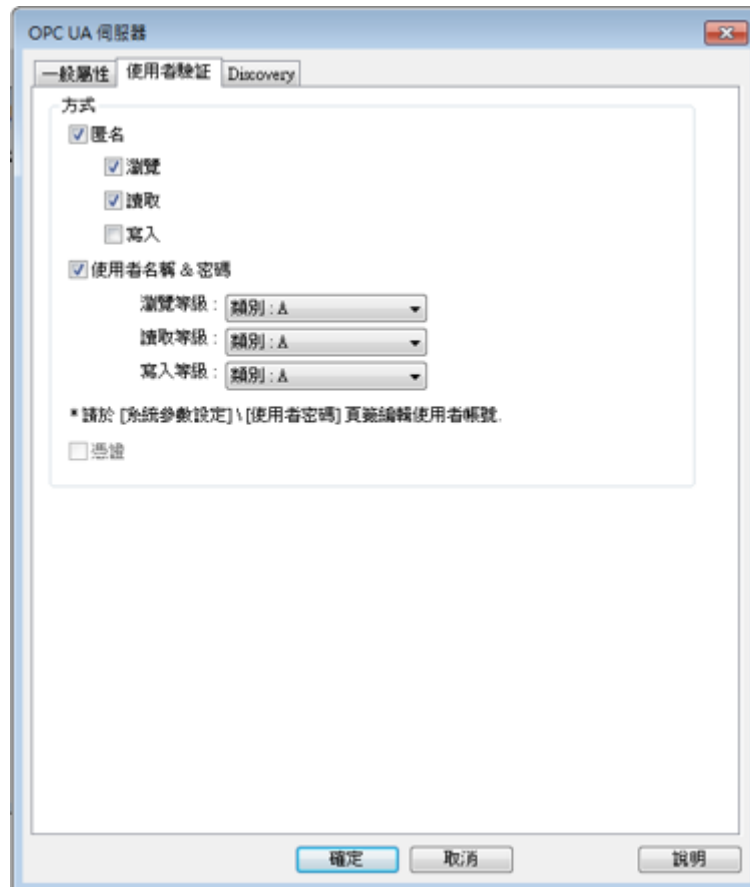 OPC UA 伺服器
一般屬性 使用者驗証 Discovery
方式
匿名
瀏覽
讀取
寫入
使用者名稱 & 密碼
瀏覽等級 : 類別 : A
讀取等級 : 類別 : A
寫入等級 : 類別 : A
* 請於 [系統參數設定] \ [使用者密碼] 頁籤編輯使用者帳號.
憑證
確定 取消 說明